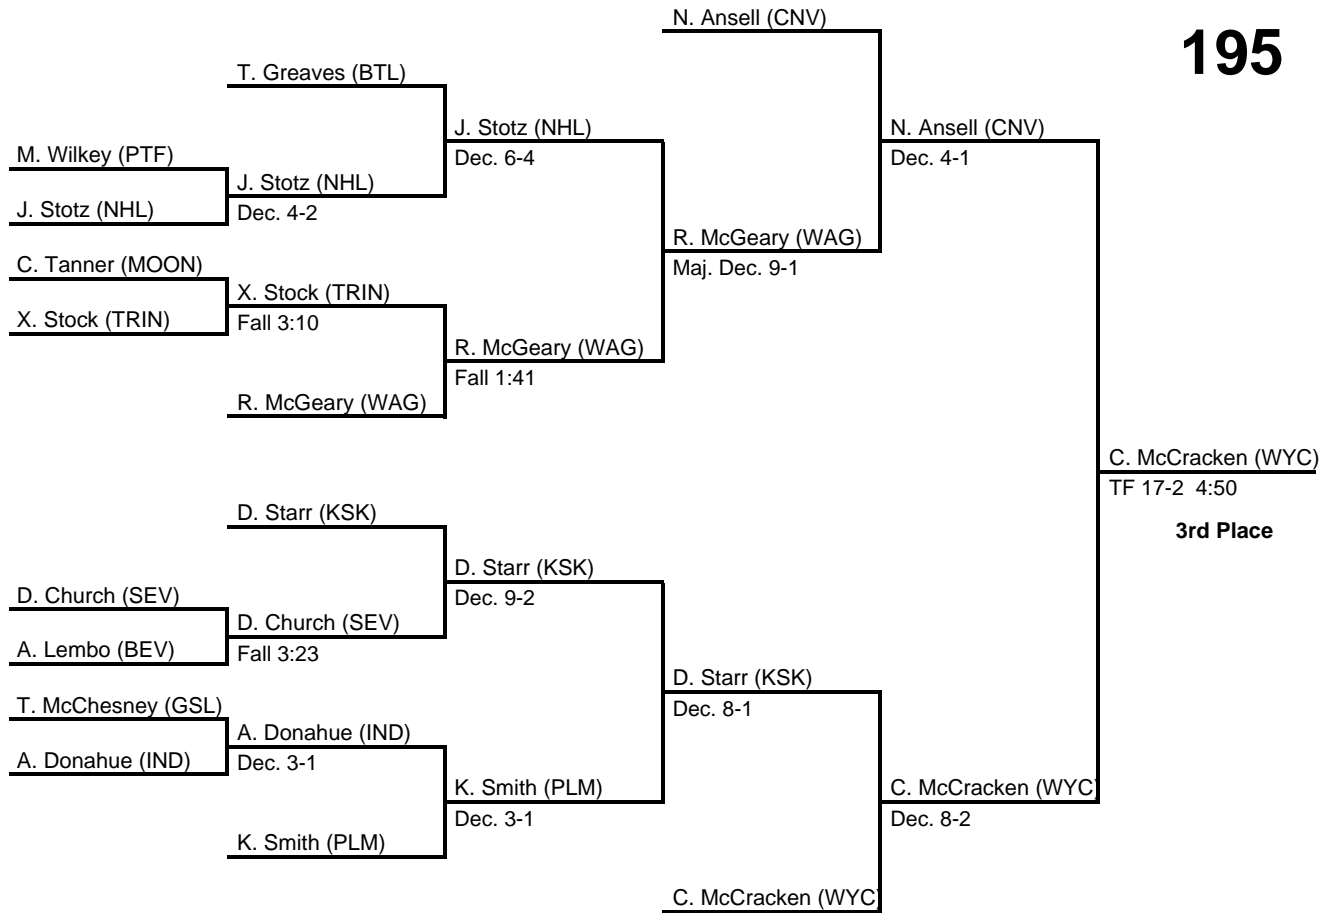 N. Ansell (CNV)
195
T. Greaves (BTL)
J. Stotz (NHL)
Dec. 6-4
N. Ansell (CNV)
Dec. 4-1
M. Wilkey (PTF)
J. Stotz (NHL)
Dec. 4-2
J. Stotz (NHL)
R. McGeary (WAG)
Maj. Dec. 9-1
C. Tanner (MOON)
X. Stock (TRIN)
Fall 3:10
X. Stock (TRIN)
R. McGeary (WAG)
Fall 1:41
R. McGeary (WAG)
C. McCracken (WYC)
TF 17-2 4:50
3rd Place
D. Starr (KSK)
D. Starr (KSK)
Dec. 9-2
D. Church (SEV)
D. Church (SEV)
Fall 3:23
A. Lembo (BEV)
D. Starr (KSK)
Dec. 8-1
T. McChesney (GSL)
A. Donahue (IND)
Dec. 3-1
A. Donahue (IND)
K. Smith (PLM)
Dec. 3-1
C. McCracken (WYC)
Dec. 8-2
K. Smith (PLM)
C. McCracken (WYC)